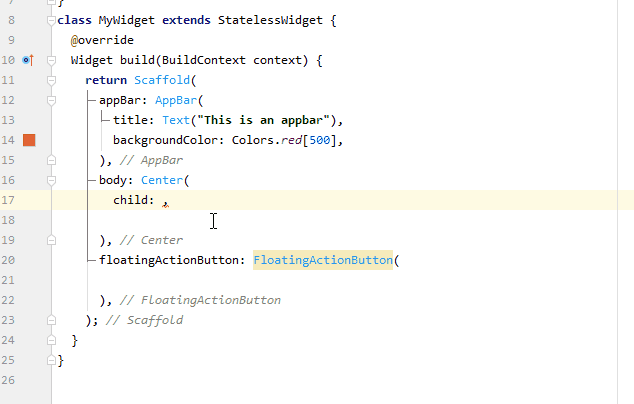 7 }
8 class MyWidget extends StatelessWidget {
9 @override
10 Widget build(BuildContext context) {
11 return Scaffold(
12 appBar: AppBar(
13 title: Text("This is an appbar"),
14 backgroundColor: Colors.red[500],
15 ), // AppBar
16 body: Center(
17 child: ,
18
19 ), // Center
20 floatingActionButton: FloatingActionButton(
21
22 ), // FloatingActionButton
23 ); // Scaffold
24 }
25 }
26